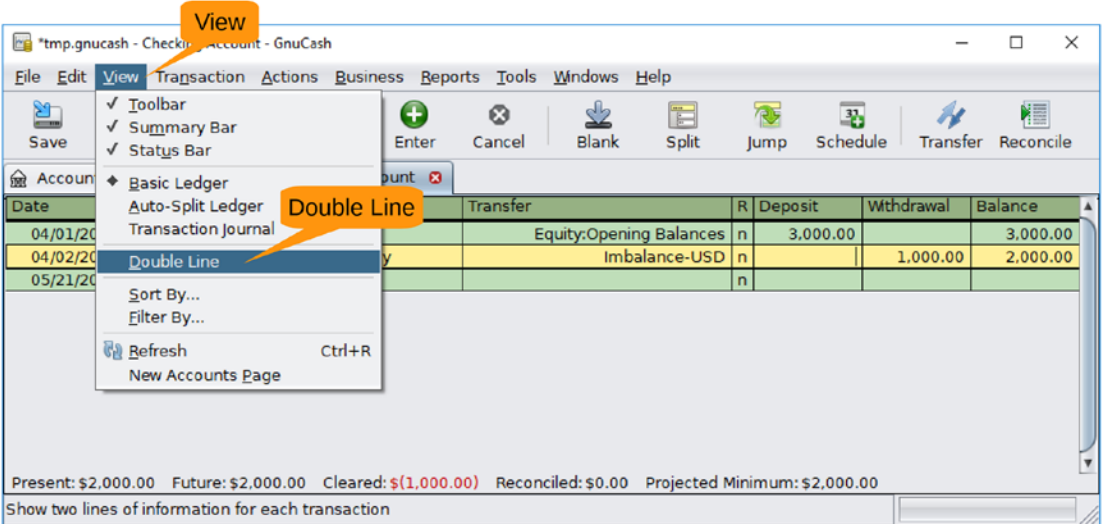 View
*tmp.gnucash - Checking Account - GnuCash
File Edit View Transaction Actions Business Reports Tools Windows Help
Save Enter Cancel Blank Split Jump Schedule Transfer Reconcile
Toolbar
Summary Bar
Status Bar
Basic Ledger
Auto-Split Ledger
Transaction Journal
Double Line
Sort By...
Filter By...
Refresh Ctrl+R
New Accounts Page
Double Line
Date Transfer R Deposit Withdrawal Balance
04/01/20 Equity:Opening Balances n 3,000.00 3,000.00
04/02/20 y Imbalance-USD n 1,000.00 2,000.00
05/21/20 n
Present: $2,000.00 Future: $2,000.00 Cleared: $(1,000.00) Reconciled: $0.00 Projected Minimum: $2,000.00
Show two lines of information for each transaction